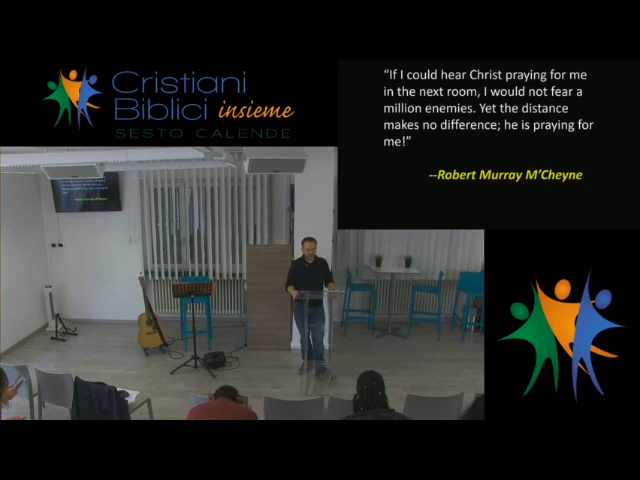 Cristiani
Biblici insieme
SESTO CALENDE
“If I could hear Christ praying for me
in the next room, I would not fear a
million enemies. Yet the distance
makes no difference; he is praying for
me!”
--Robert Murray M’Cheyne